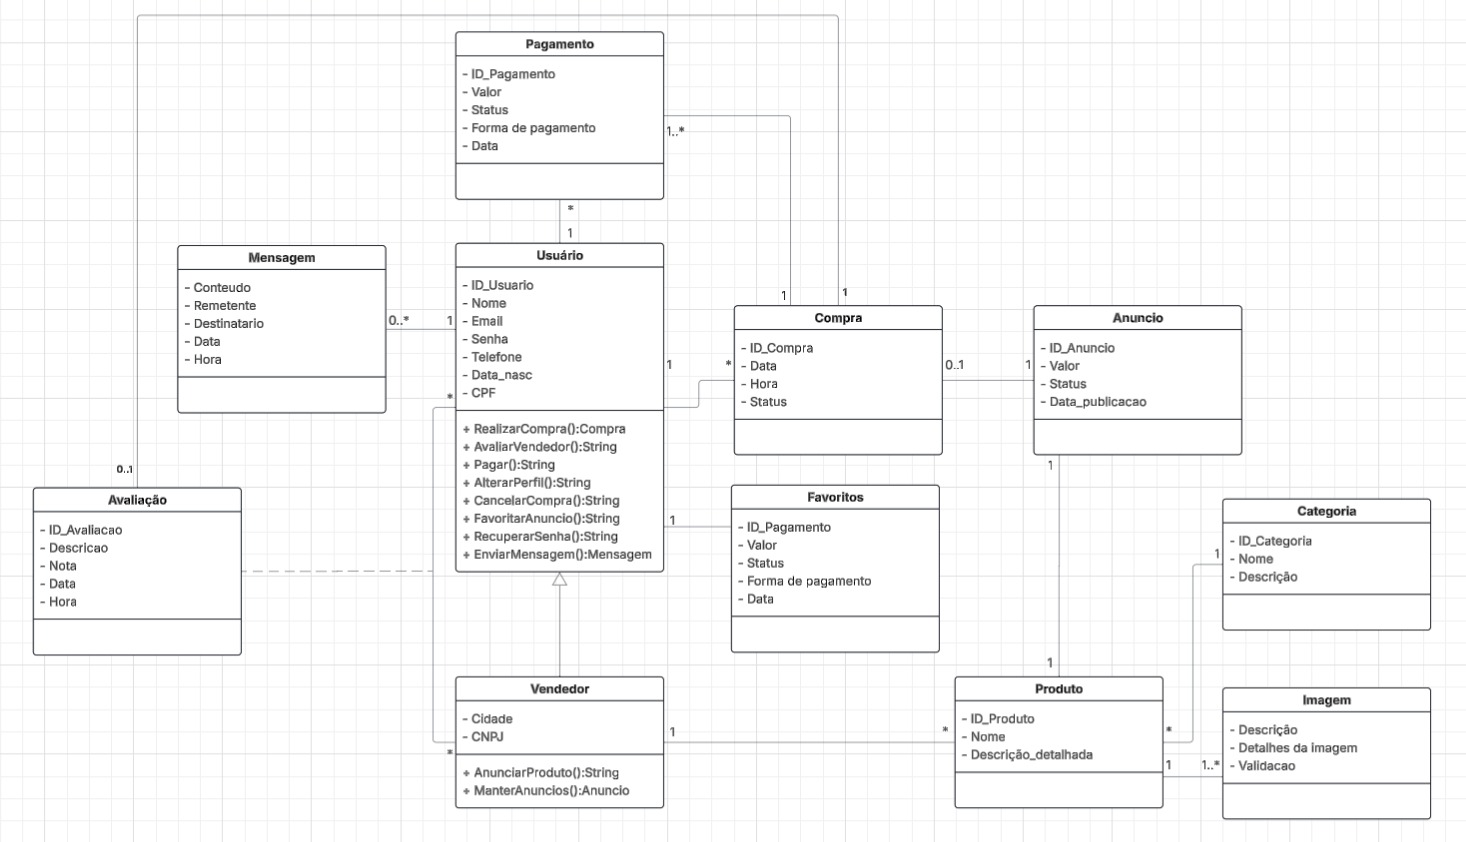 Pagamento
- ID_Pagamento
- Valor
- Status
- Forma de pagamento
- Data
1..*
*
1
Mensagem
- Conteudo
- Remetente
- Destinatario
- Data
- Hora
0..*
1
Usuário
- ID_Usuario
- Nome
- Email
- Senha
- Telefone
- Data_nasc
- CPF
+ RealizarCompra():Compra
+ AvaliarVendedor():String
+ Pagar():String
+ AlterarPerfil():String
+ CancelarCompra():String
+ FavoritarAnuncio():String
+ RecuperarSenha():String
+ EnviarMensagem():Mensagem
*
1
*
1
1
Compra
- ID_Compra
- Data
- Hora
- Status
0..1
1
Anuncio
- ID_Anuncio
- Valor
- Status
- Data_publicacao
1
0..1
Avaliação
- ID_Avaliacao
- Descricao
- Nota
- Data
- Hora
1
Favoritos
- ID_Pagamento
- Valor
- Status
- Forma de pagamento
- Data
Categoria
- ID_Categoria
- Nome
- Descrição
1
1
Vendedor
- Cidade
- CNPJ
+ AnunciarProduto():String
+ ManterAnuncios():Anuncio
*
1
*
Produto
- ID_Produto
- Nome
- Descrição_detalhada
*
1
1..*
Imagem
- Descrição
- Detalhes da imagem
- Validacao